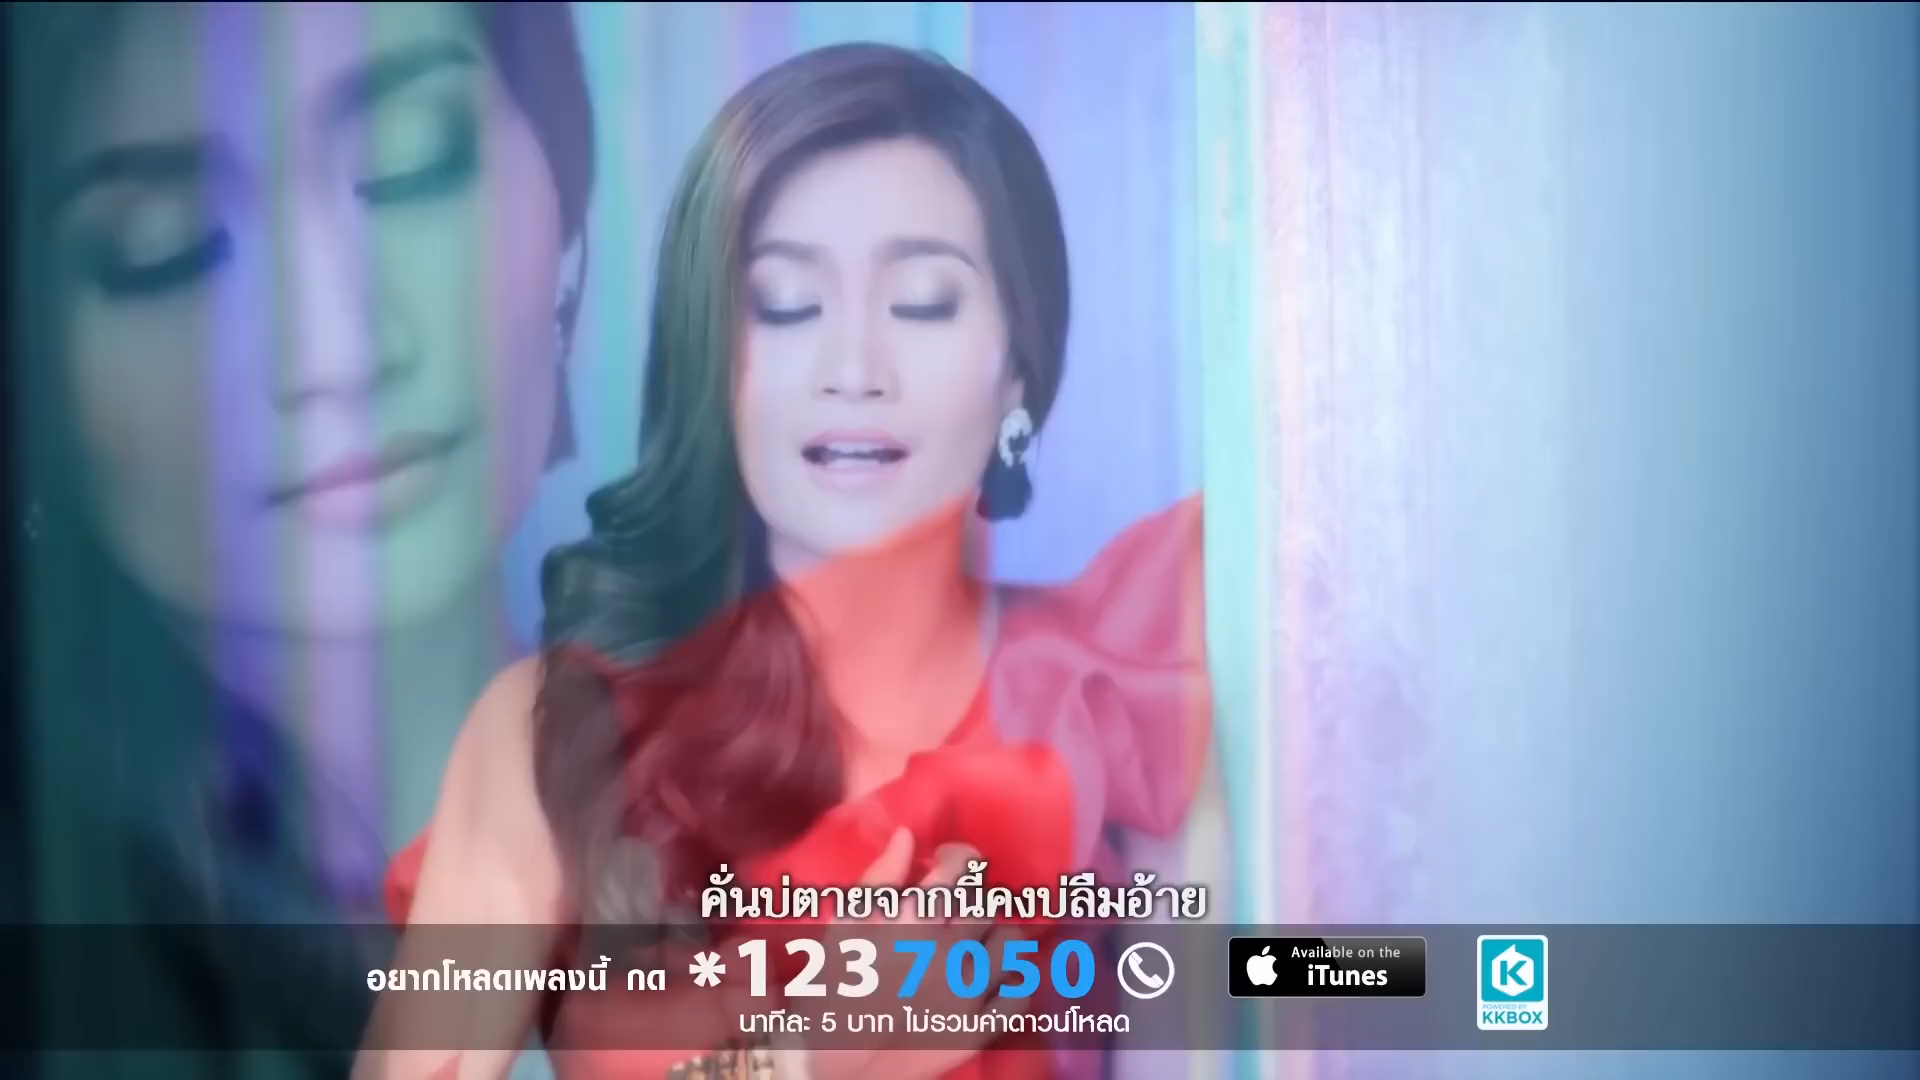 คั่นบ่ตายจากนี้คงบ่ลืมอ้าย
อยากโหลดเพลงนี้ กด *1237050
นาทีละ 5 บาท ไม่รวมค่าดาวน์โหลด
Available on the
iTunes
POWERED BY
KKBOX